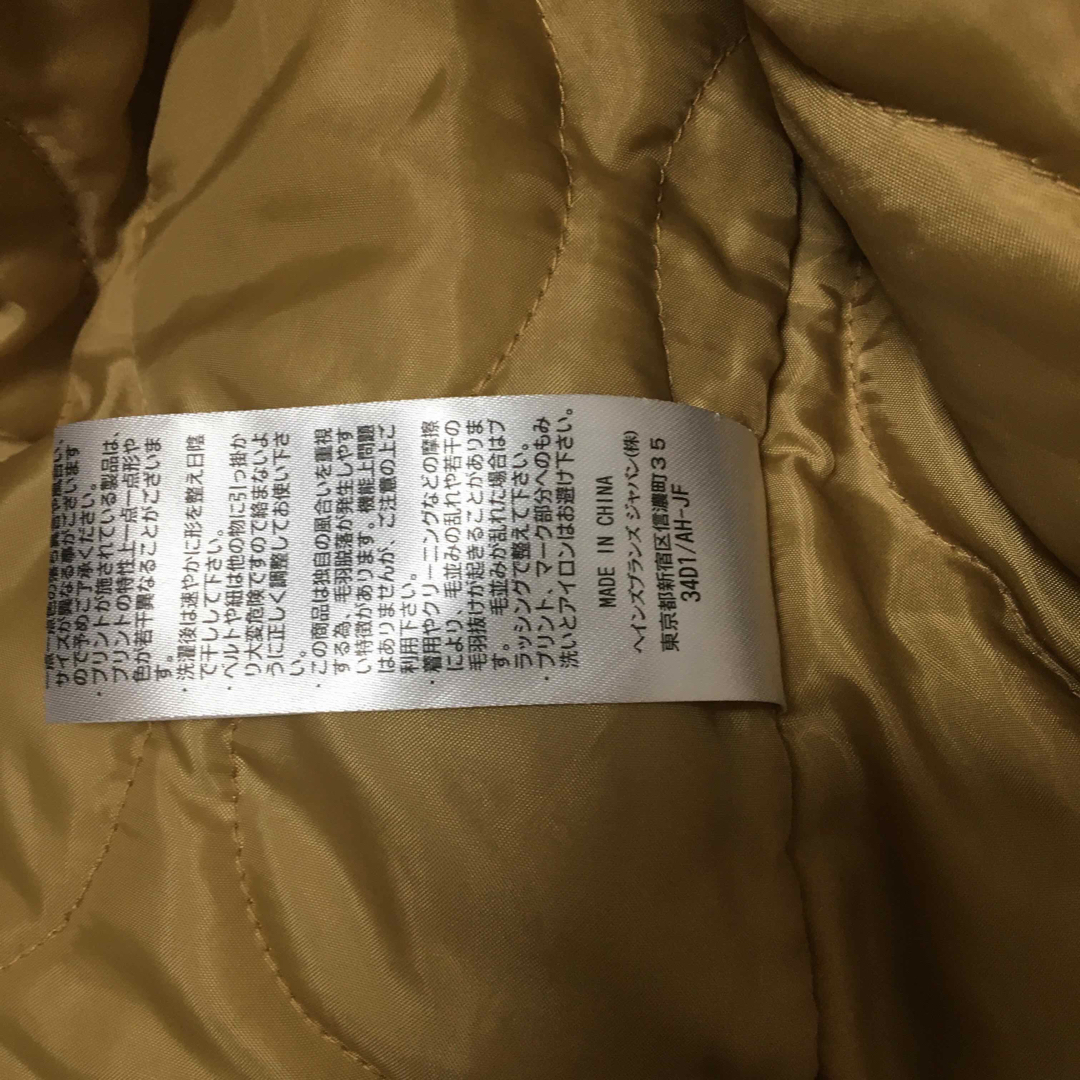 サイズが異なる事がございます
ので予めご了承ください。
・プリントが施されている製品は、
プリントの特性上一点一点形や
色が若干異なることがございま
す。
・洗濯後は速やかに形を整え日陰
で干しして下さい。
・ベルトや紐は他の物に引っ掛か
り大変危険ですので絡まないよ
うに正しく調整してお使い下さ
い。
・この商品は独自の風合いを重視
する為、毛羽脱落が発生しやす
い特徴があります。機能上問題
はありませんが、ご注意の上ご
利用下さい。
・着用やクリーニングなどの摩擦
により、毛並みの乱れや若干の
毛羽抜けが起きることがありま
す。 毛並みが乱れた場合はブ
ラッシングで整えて下さい。
・プリント、マーク部分へのもみ
洗いとアイロンはお避け下さい。
MADE IN CHINA
ヘインズブランズ ジャパン(株)
東京都新宿区信濃町35
34D1/AH-JF